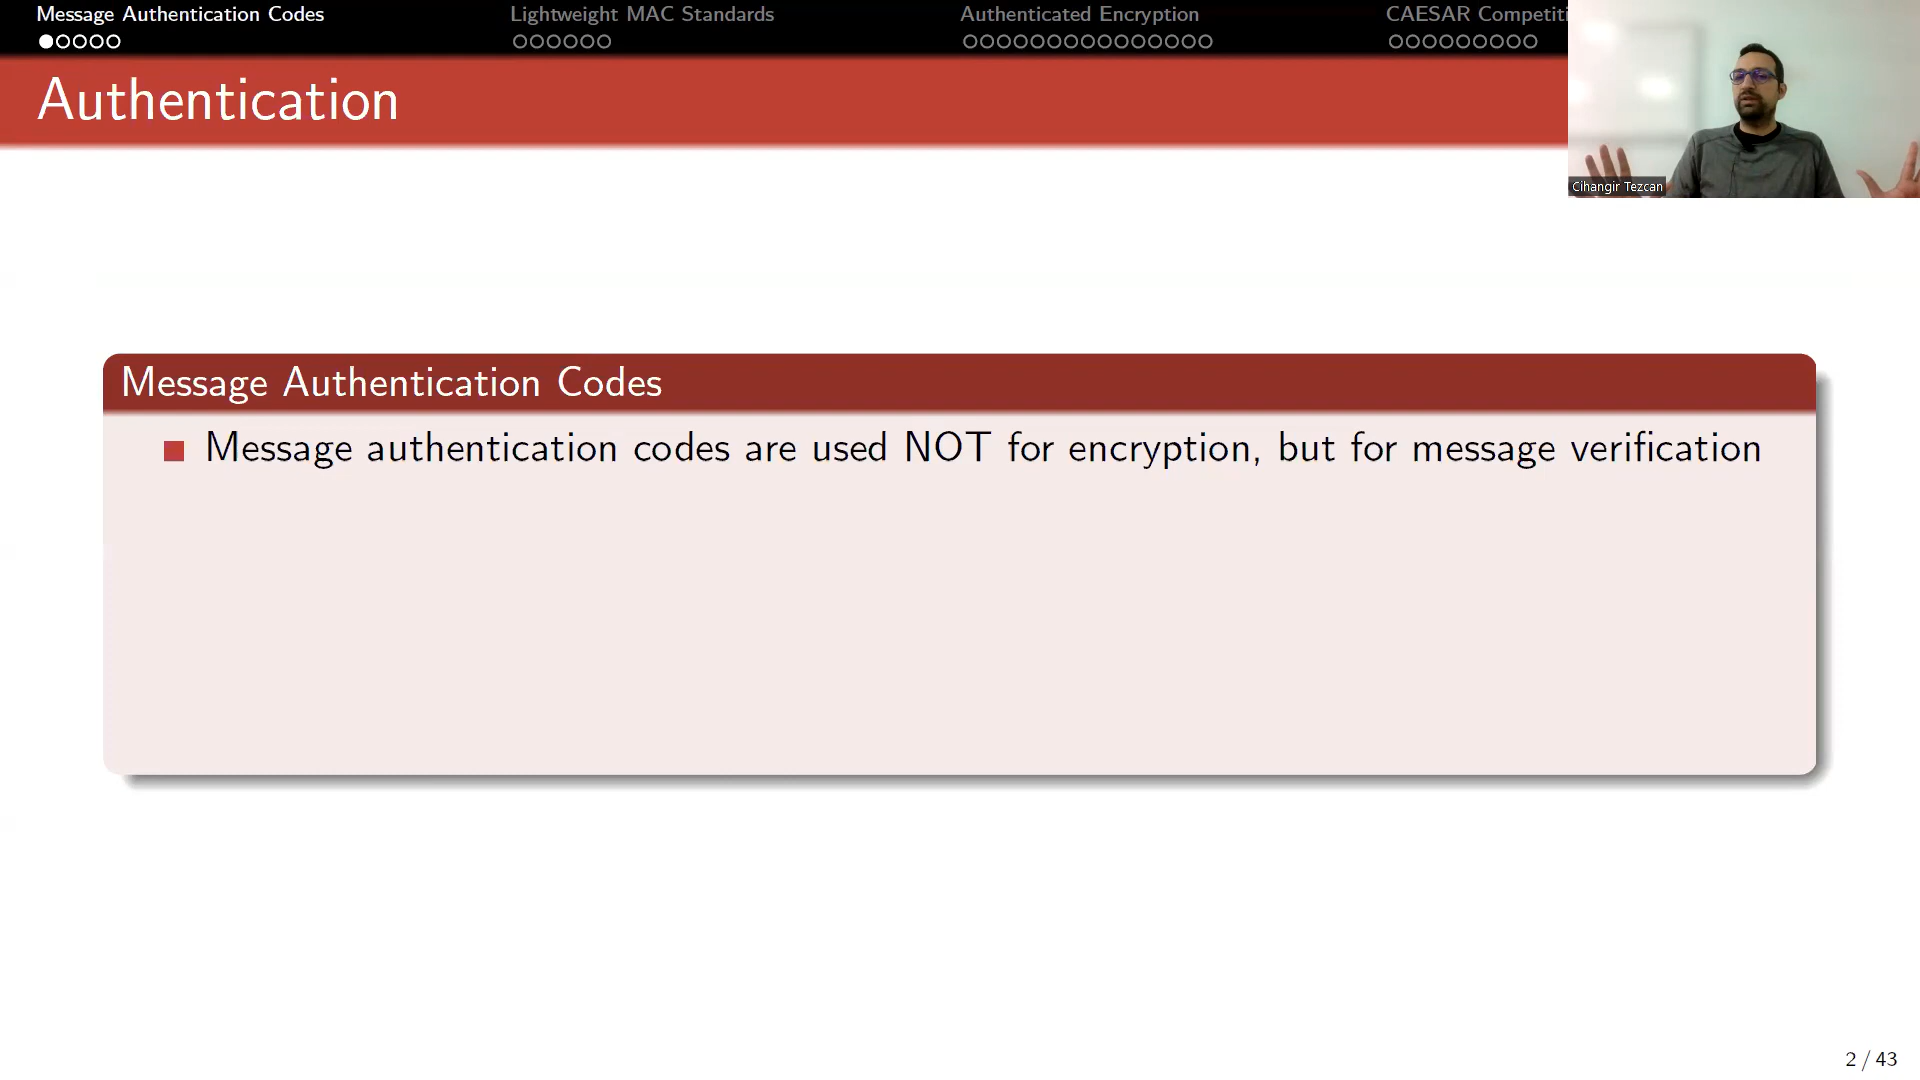 Message Authentication Codes
Lightweight MAC Standards
Authenticated Encryption
CAESAR Competiti
Authentication
Cihangir Tezcan
Message Authentication Codes
Message authentication codes are used NOT for encryption, but for message verification
2 / 43